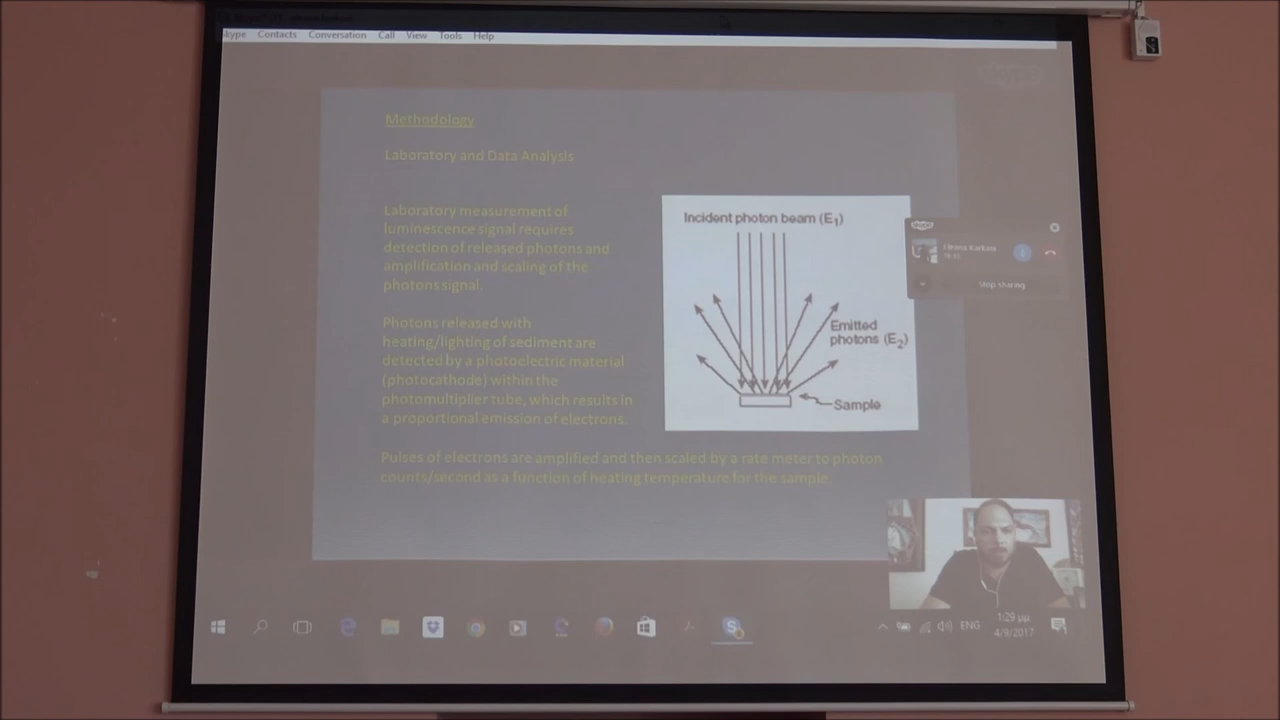 Skype Contacts Conversation Call View Tools Help
Methodology
Laboratory and Data Analysis
Laboratory measurement of
luminescence signal requires
detection of released photons and
amplification and scaling of the
photons signal.
Photons released with
heating/lighting of sediment are
detected by a photoelectric material
(photocathode) within the
photomultiplier tube, which results in
a proportional emission of electrons.
Pulses of electrons are amplified and then scaled by a rate meter to photon
counts/second as a function of heating temperature for the sample.
Incident photon beam (E1)
Emitted
photons (E2)
Sample
Stop sharing
ENG
1:29 μμ
4/9/2017